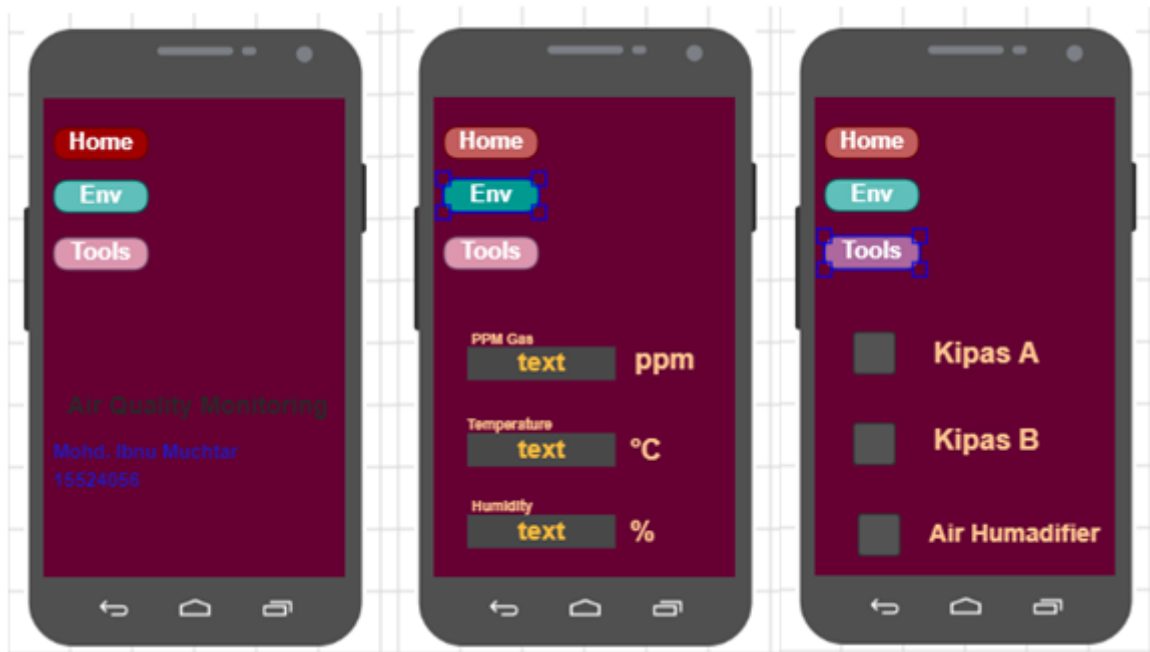 Home
Env
Tools
Air Quality Monitoring
Mohd. Ibnu Muchtar
15524056
Home
Env
Tools
PPM Gas
text ppm
Temperature
text °C
Humidity
text %
Home
Env
Tools
Kipas A
Kipas B
Air Humadifier